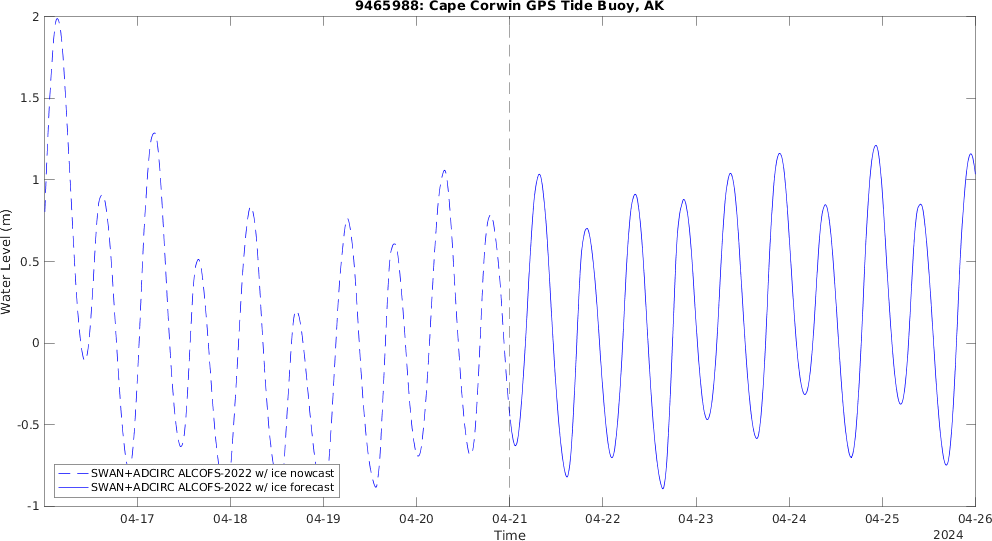 9465988: Cape Corwin GPS Tide Buoy, AK
Water Level (m)
2
1.5
1
0.5
0
-0.5
-1
SWAN+ADCIRC ALCOFS-2022 w/ ice nowcast
SWAN+ADCIRC ALCOFS-2022 w/ ice forecast
04-17 04-18 04-19 04-20 04-21 04-22 04-23 04-24 04-25 04-26
Time
2024